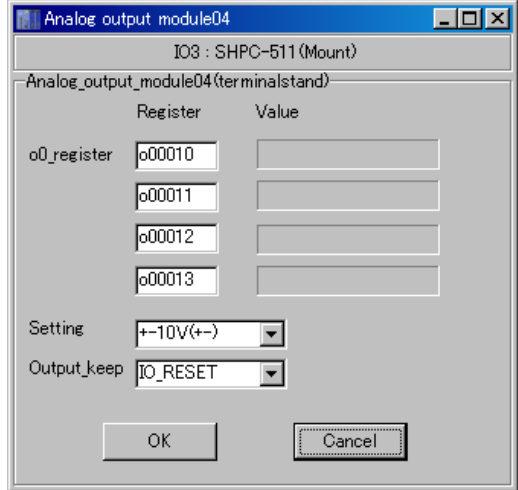 Analog output module04
IO3 : SHPC-511(Mount)
Analog_output_module04(terminalstand)
Register Value
o0_register o00010
o00011
o00012
o00013
Setting +-10V(+-)
Output_keep IO_RESET
OK Cancel